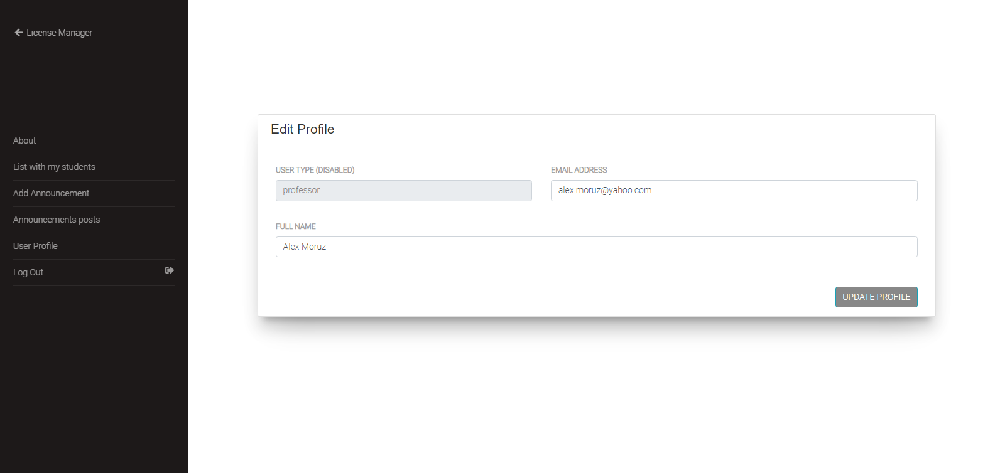 License Manager
About
List with my students
Add Announcement
Announcements posts
User Profile
Log Out
Edit Profile
USER TYPE (DISABLED)
EMAIL ADDRESS
professor
alex.moruz@yahoo.com
FULL NAME
Alex Moruz
UPDATE PROFILE